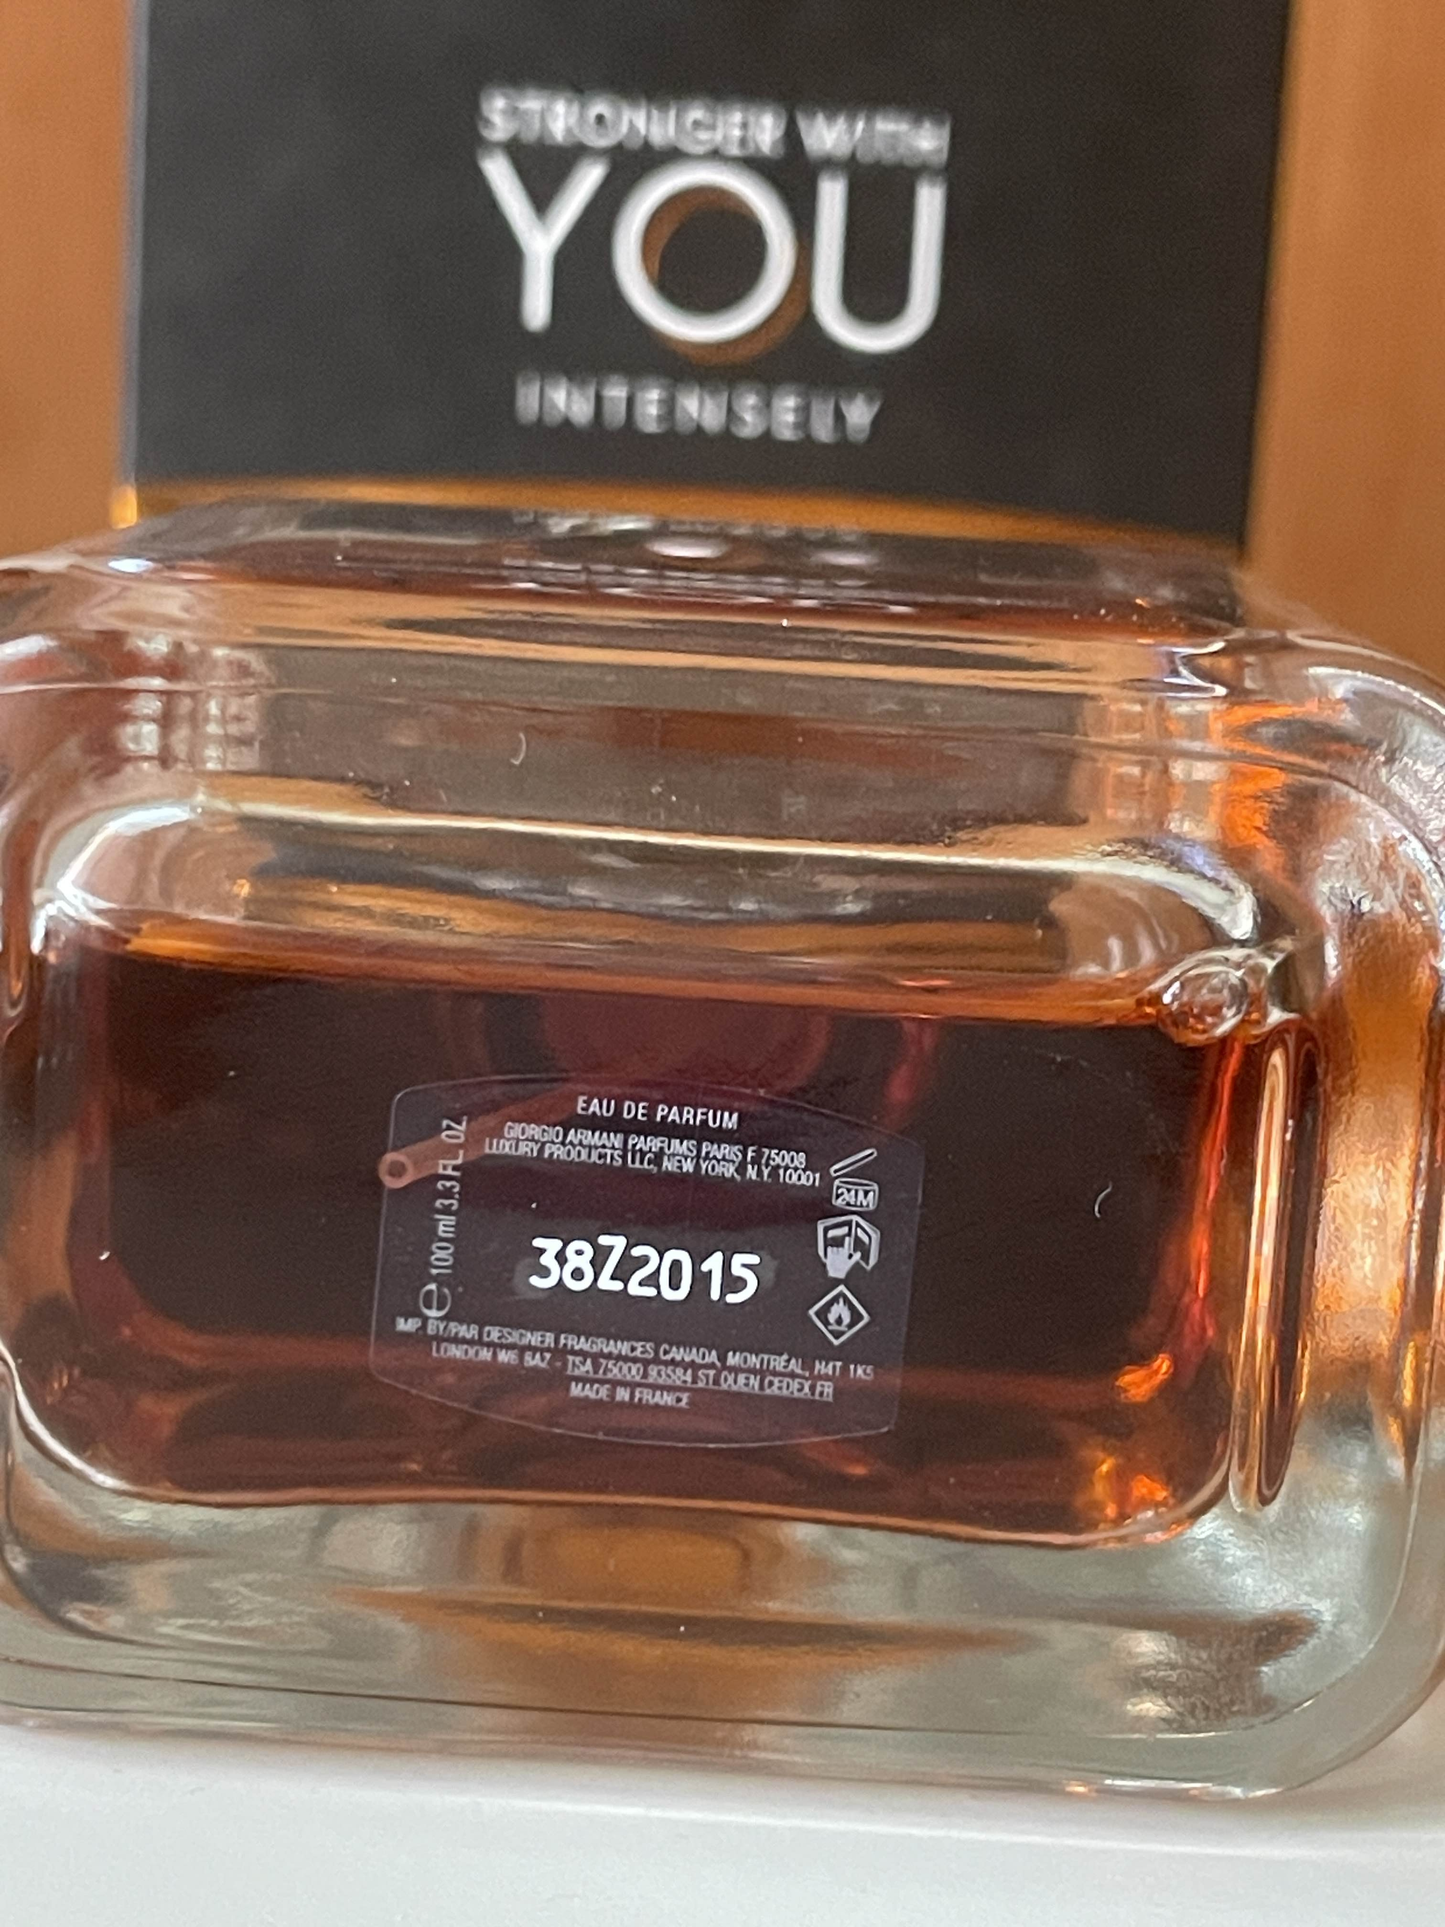 STRONGER WITH
YOU
INTENSELY
EAU DE PARFUM
GIORGIO ARMANI PARFUMS PARIS F 75008
LUXURY PRODUCTS LLC, NEW YORK, N.Y. 10001
e 100 ml 3.3 FL OZ.
24M
38Z2015
IMP. BY/PAR DESIGNER FRAGRANCES CANADA, MONTRÉAL, H4T 1K5
LONDON W6 8AZ - TSA 75000 93584 ST OUEN CEDEX FR
MADE IN FRANCE